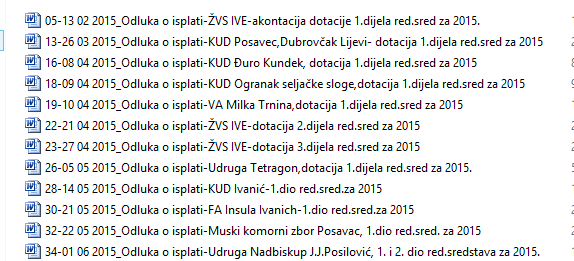 05-13 02 2015_Odluka o isplati-ŽVS IVE-akontacija dotacije 1.dijela red.sred za 2015.
13-26 03 2015_Odluka o isplati-KUD Posavec,Dubrovčak Lijevi- dotacija 1.dijela red.sred za 2015
16-08 04 2015_Odluka o isplati-KUD Đuro Kundek, dotacija 1.dijela red.sred za 2015
18-09 04 2015_Odluka o isplati-KUD Ogranak seljačke sloge,dotacija 1.dijela red.sred za 2015
19-10 04 2015_Odluka o isplati-VA Milka Trnina,dotacija 1.dijela red.sred za 2015
22-21 04 2015_Odluka o isplati-ŽVS IVE-dotacija 2.dijela red.sred za 2015
23-27 04 2015_Odluka o isplati-ŽVS IVE-dotacija 3.dijela red.sred za 2015
26-05 05 2015_Odluka o isplati-Udruga Tetragon,dotacija 1.dijela red.sred za 2015.
28-14 05 2015_Odluka o isplati-KUD Ivanić-1.dio red.sred.za 2015
30-21 05 2015_Odluka o isplati-FA Insula Ivanich-1.dio red.sred za 2015
32-22 05 2015_Odluka o isplati-Muski komorni zbor Posavac, 1.dio red.sred. za 2015
34-01 06 2015_Odluka o isplati-Udruga Nadbiskup J.J.Posilović, 1. i 2. dio red.sredstava za 2015.